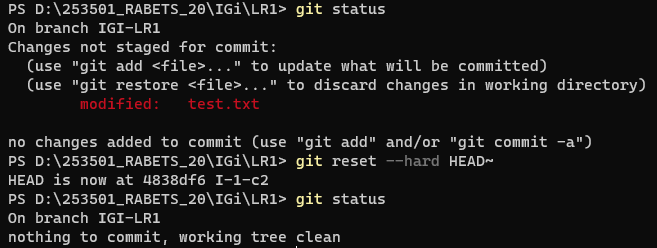 PS D:\253501_RABETS_20\IGi\LR1> git status
On branch IGI-LR1
Changes not staged for commit:
  (use "git add <file>..." to update what will be committed)
  (use "git restore <file>..." to discard changes in working directory)
        modified:   test.txt

no changes added to commit (use "git add" and/or "git commit -a")
PS D:\253501_RABETS_20\IGi\LR1> git reset --hard HEAD~
HEAD is now at 4838df6 I-1-c2
PS D:\253501_RABETS_20\IGi\LR1> git status
On branch IGI-LR1
nothing to commit, working tree clean